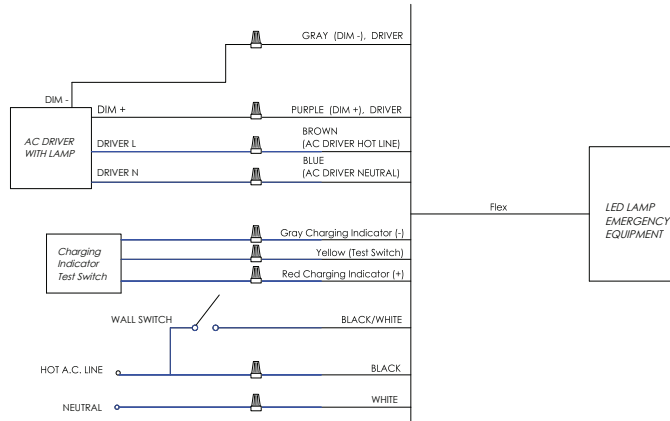 GRAY (DIM -), DRIVER
DIM -
DIM +
PURPLE (DIM +), DRIVER
AC DRIVER
WITH LAMP
DRIVER L
BROWN
(AC DRIVER HOT LINE)
DRIVER N
BLUE
(AC DRIVER NEUTRAL)
Flex
LED LAMP
EMERGENCY
EQUIPMENT
Charging
Indicator
Test Switch
Gray Charging Indicator (-)
Yellow (Test Switch)
Red Charging Indicator (+)
WALL SWITCH
BLACK/WHITE
HOT A.C. LINE
BLACK
NEUTRAL
WHITE